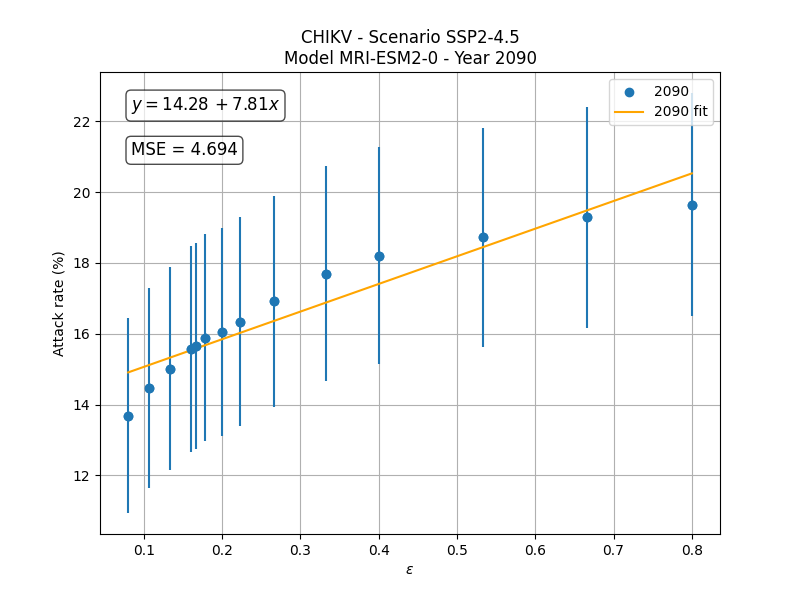 CHIKV - Scenario SSP2-4.5
Model MRI-ESM2-0 - Year 2090
y = 14.28 + 7.81x
MSE = 4.694
2090
2090 fit
Attack rate (%)
22
20
18
16
14
12
0.1 0.2 0.3 0.4 0.5 0.6 0.7 0.8
ε